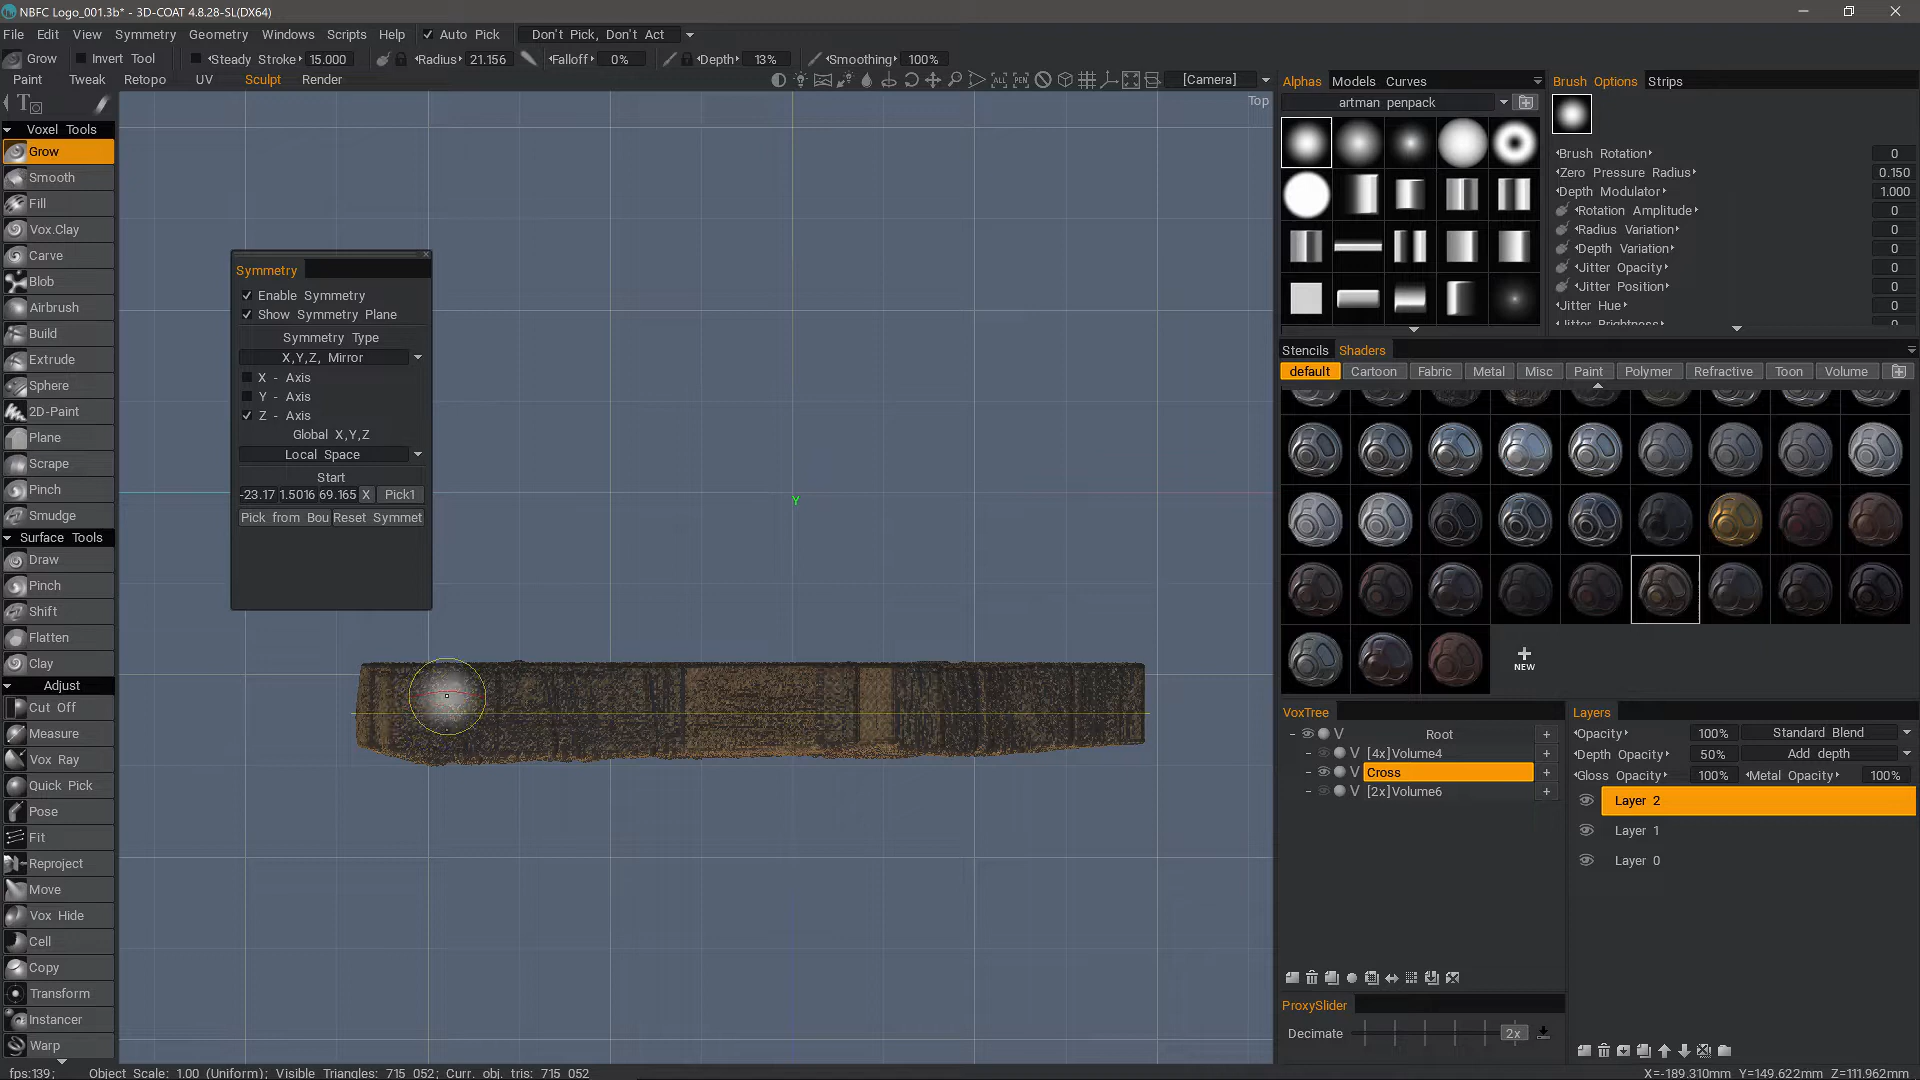 NBFC Logo_001.3b* - 3D-COAT 4.8.28-SL(DX64)
File Edit View Symmetry Geometry Windows Scripts Help Auto Pick Don't Pick, Don't Act
Grow Invert Tool Steady Stroke 15.000 Radius 21.156 Falloff 0% Depth 13% Smoothing 100%
Paint Tweak Retopo UV Sculpt Render [Camera]
Top
Voxel Tools
Grow
Smooth
Fill
Vox.Clay
Carve
Blob
Airbrush
Build
Extrude
Sphere
2D-Paint
Plane
Scrape
Pinch
Smudge
Surface Tools
Draw
Pinch
Shift
Flatten
Clay
Adjust
Cut Off
Measure
Vox Ray
Quick Pick
Pose
Fit
Reproject
Move
Vox Hide
Cell
Copy
Transform
Instancer
Warp
Symmetry
Enable Symmetry
Show Symmetry Plane
Symmetry Type
X,Y,Z, Mirror
X - Axis
Y - Axis
Z - Axis
Global X,Y,Z
Local Space
Start
-23.17 1.5016 69.165 X Pick1
Pick from Bou Reset Symmet
Y
Alphas Models Curves
artman penpack
Brush Options Strips
Brush Rotation 0
Zero Pressure Radius 0.150
Depth Modulator 1.000
Rotation Amplitude 0
Radius Variation 0
Depth Variation 0
Jitter Opacity 0
Jitter Position 0
Jitter Hue 0
Jitter Brightness 0
Stencils Shaders
default Cartoon Fabric Metal Misc Paint Polymer Refractive Toon Volume
NEW
VoxTree
V Root +
V [4x]Volume4 +
V Cross +
V [2x]Volume6 +
ProxySlider
Decimate 2x
Layers
Opacity 100% Standard Blend
Depth Opacity 50% Add depth
Gloss Opacity 100% Metal Opacity 100%
Layer 2
Layer 1
Layer 0
fps:139; Object Scale: 1.00 (Uniform); Visible Triangles: 715 052; Curr. obj. tris: 715 052
X=-189.310mm Y=149.622mm Z=111.962mm